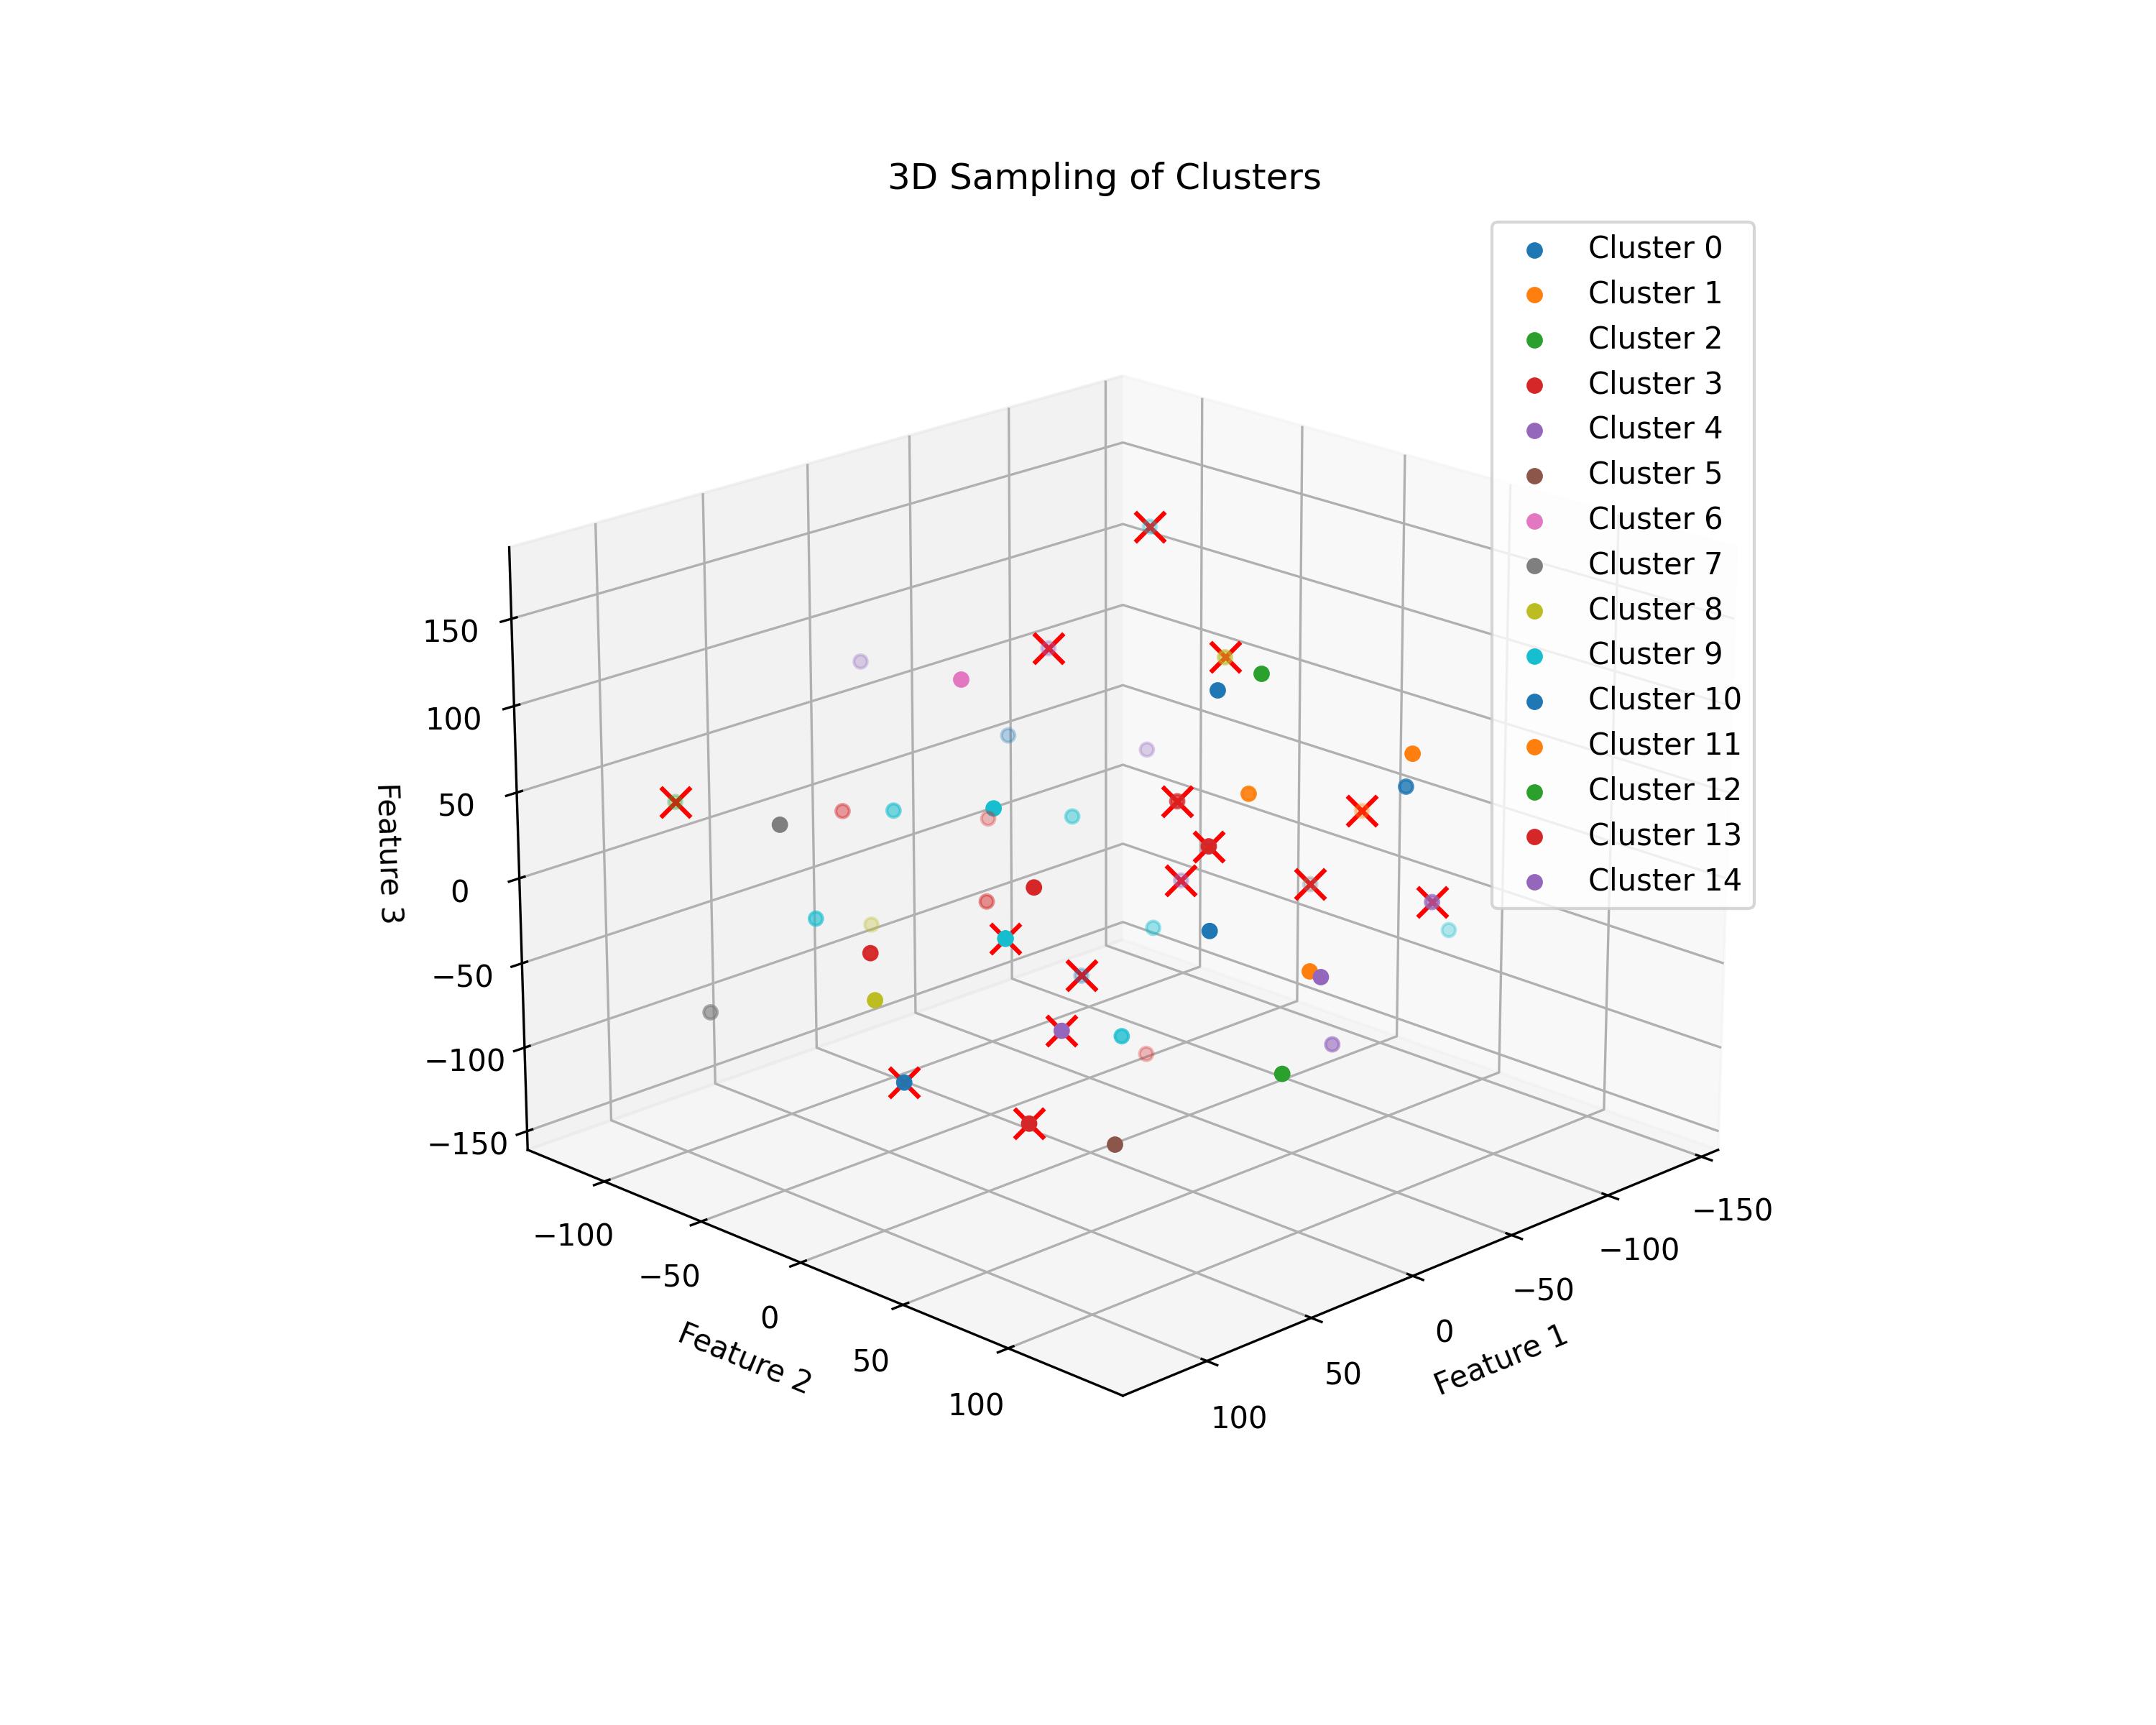 3D Sampling of Clusters
Cluster 0
Cluster 1
Cluster 2
Cluster 3
Cluster 4
Cluster 5
Cluster 6
Cluster 7
Cluster 8
Cluster 9
Cluster 10
Cluster 11
Cluster 12
Cluster 13
Cluster 14
150
100
50
0
−50
−100
−150
Feature 3
−100
−50
0
50
100
Feature 2
−150
−100
−50
0
50
100
Feature 1